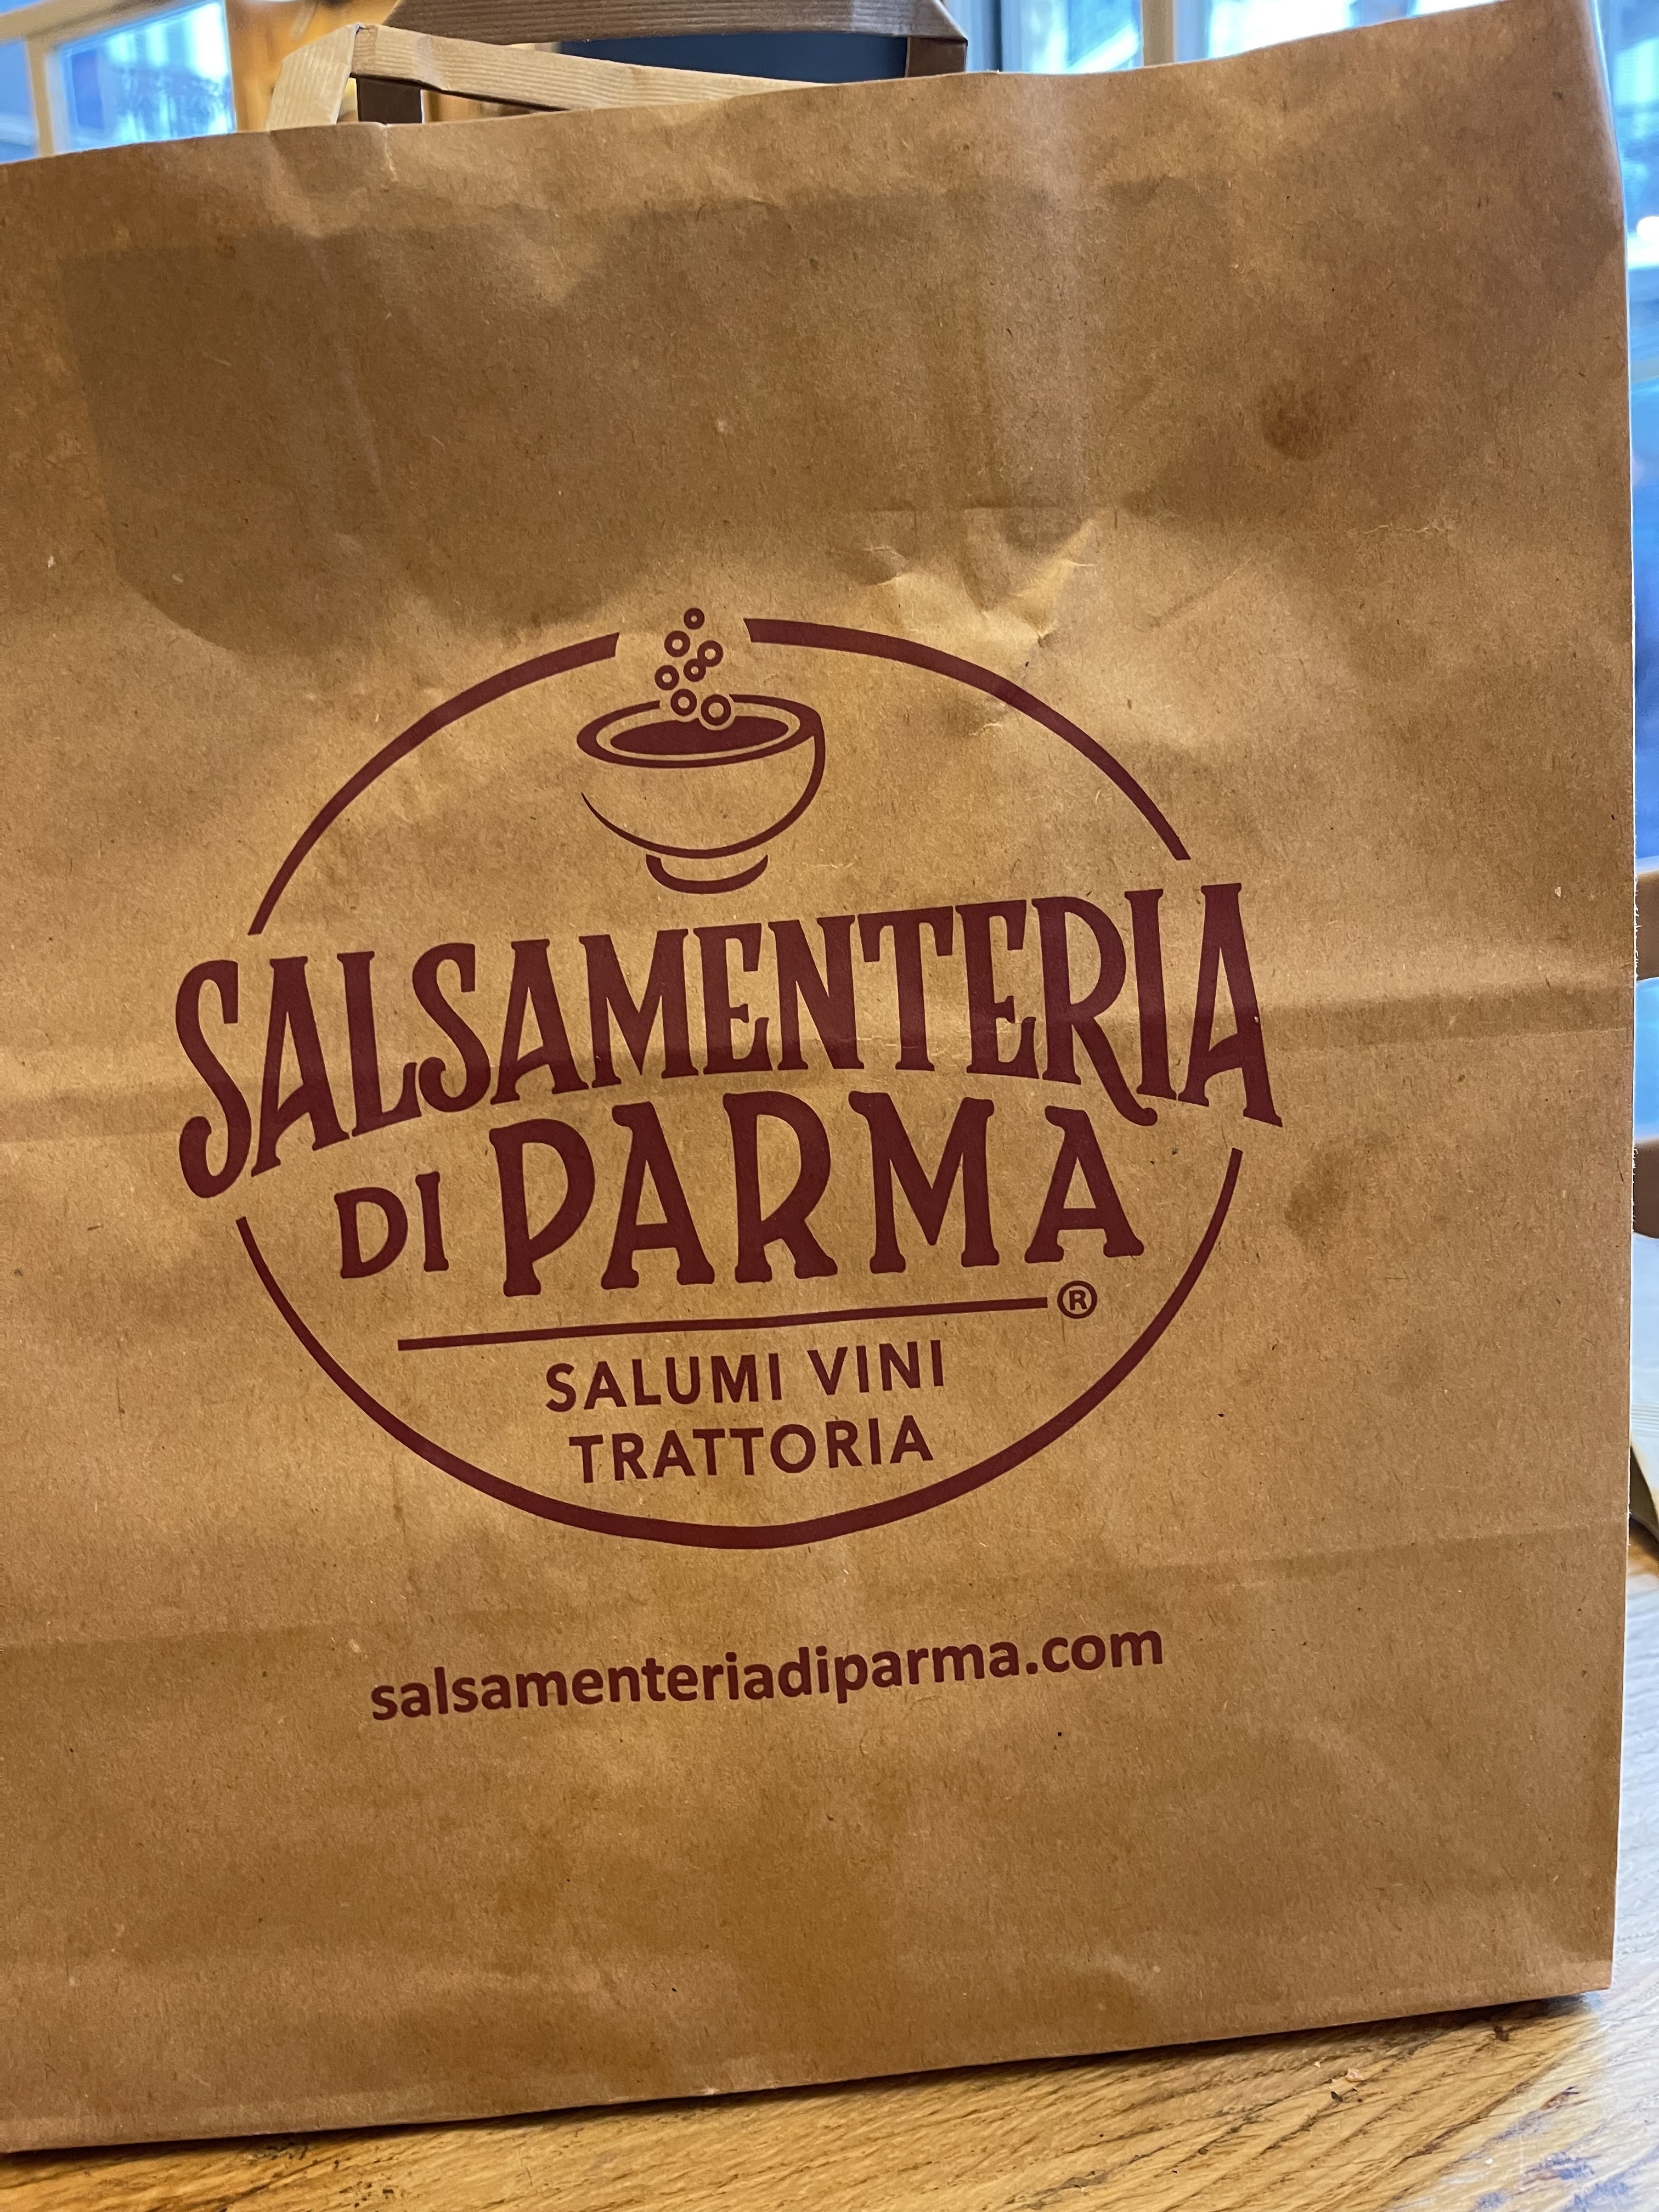 SALSAMENTERIA
DI PARMA
®
SALUMI VINI
TRATTORIA
salsamenteriadiparma.com